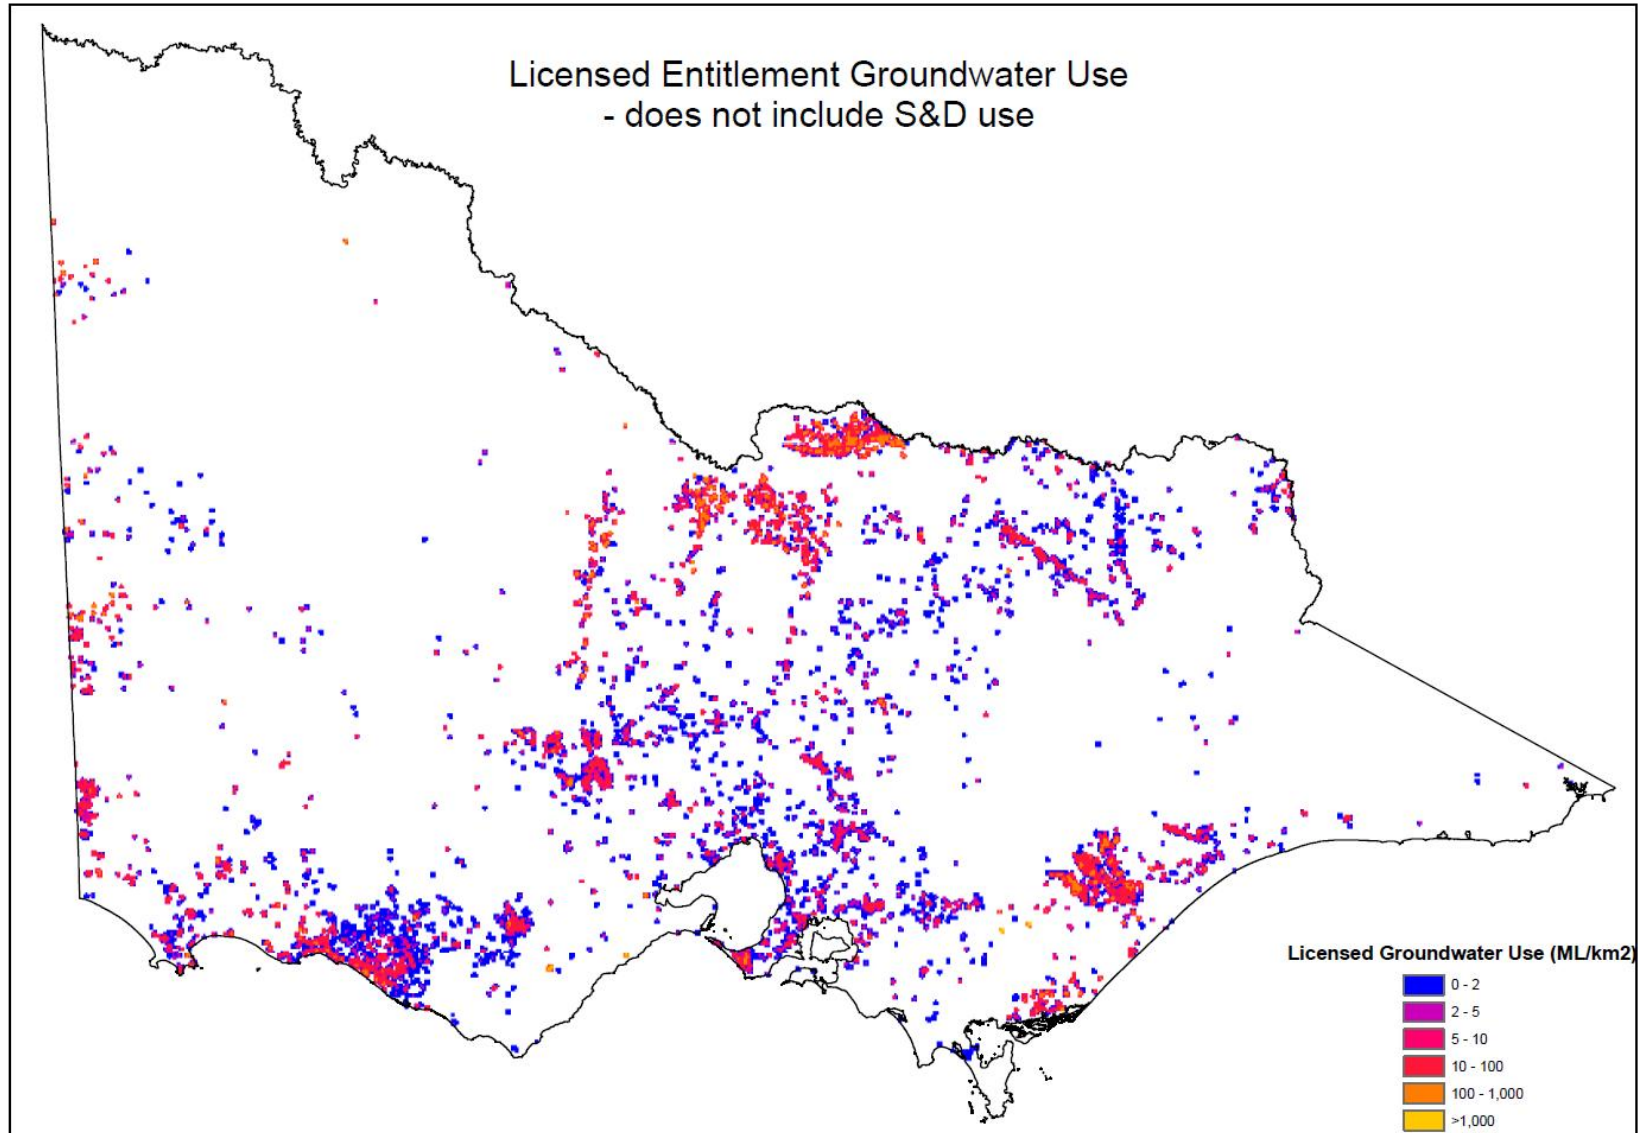 Licensed Entitlement Groundwater Use
- does not include S&D use
Licensed Groundwater Use (ML/km2)
0 - 2
2 - 5
5 - 10
10 - 100
100 - 1,000
>1,000